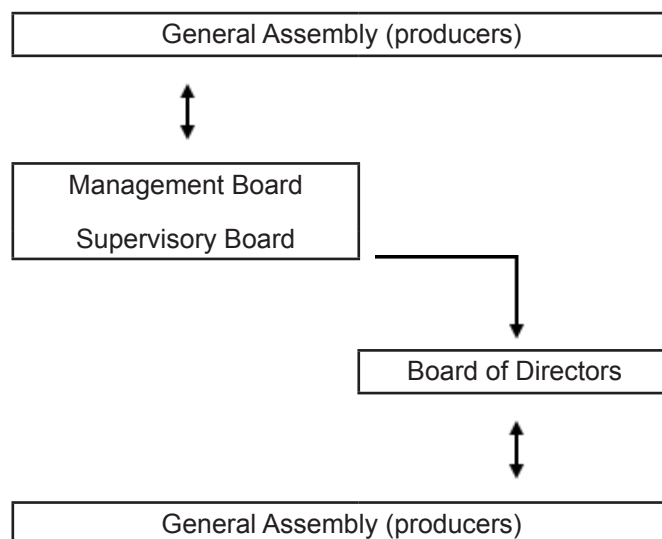 General Assembly (producers)
Management Board
Supervisory Board
Board of Directors
General Assembly (producers)